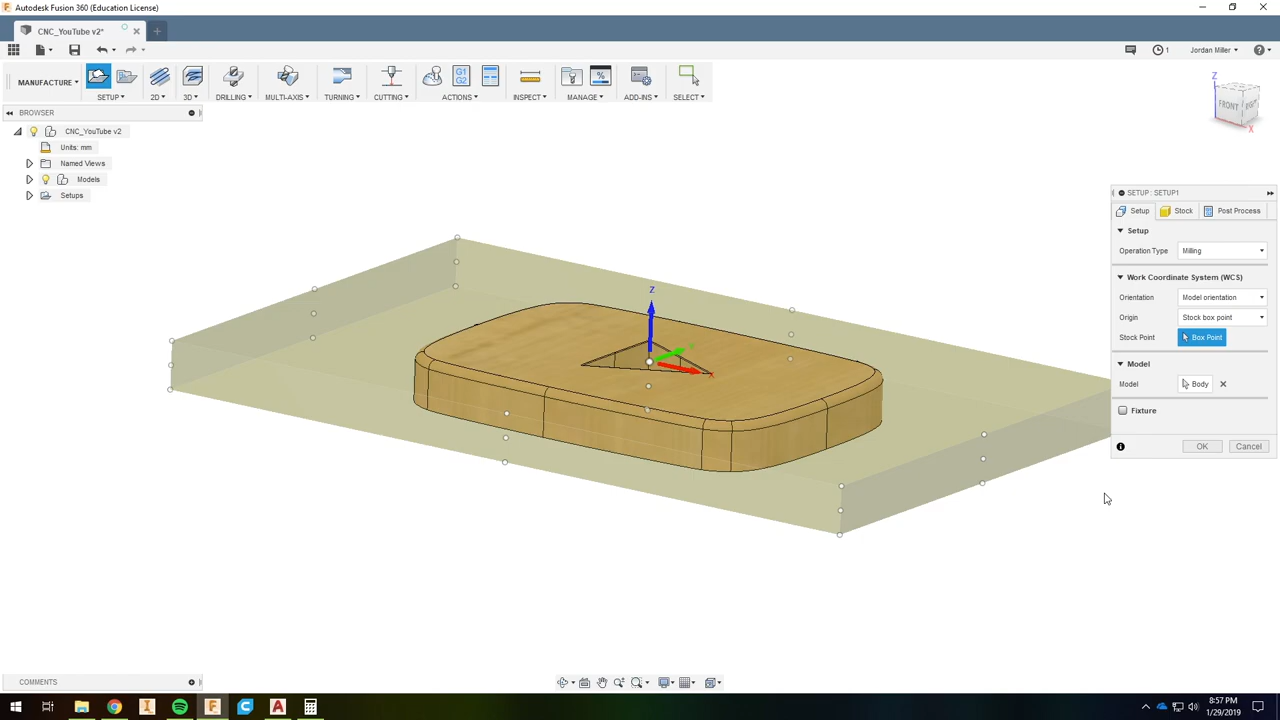 Autodesk Fusion 360 (Education License)
CNC_YouTube v2*
1
Jordan Miller
MANUFACTURE
G1
G2
%
SETUP
2D
3D
DRILLING
MULTI-AXIS
TURNING
CUTTING
ACTIONS
INSPECT
MANAGE
ADD-INS
SELECT
BROWSER
CNC_YouTube v2
Units: mm
Named Views
Models
Setups
Z
FRONT
X
Z
X
SETUP : SETUP1
Setup
Stock
Post Process
Setup
Operation Type
Milling
Work Coordinate System (WCS)
Orientation
Model orientation
Origin
Stock box point
Stock Point
Box Point
Model
Model
Body
Fixture
OK
Cancel
COMMENTS
8:57 PM
1/29/2019